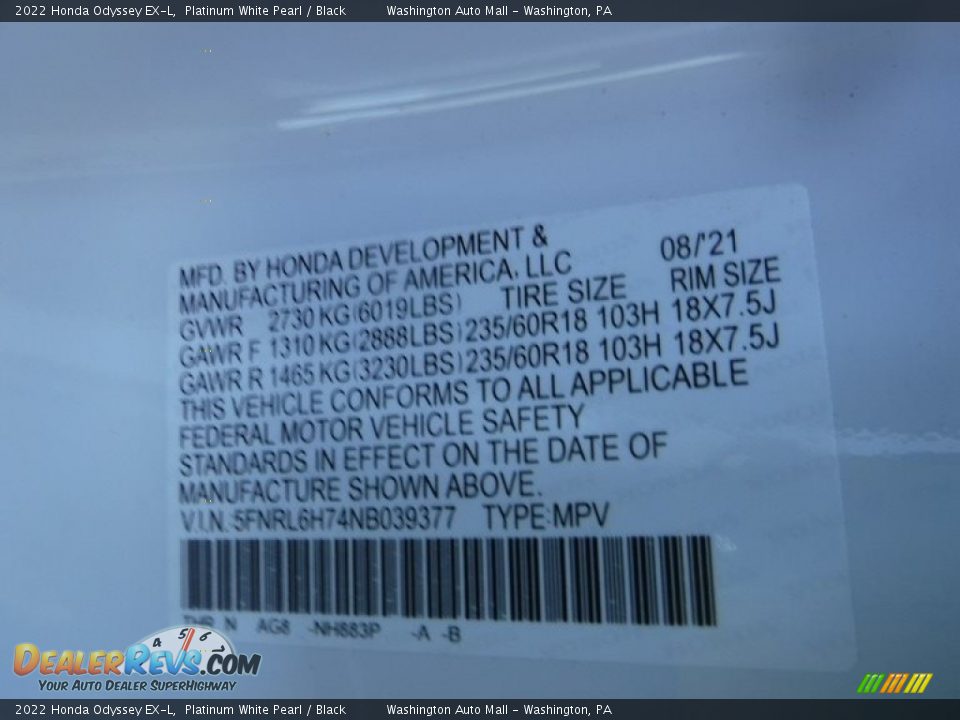 2022 Honda Odyssey EX-L, Platinum White Pearl / Black Washington Auto Mall - Washington, PA
MFD. BY HONDA DEVELOPMENT & 08/'21
MANUFACTURING OF AMERICA, LLC
GVWR 2730 KG(6019LBS) TIRE SIZE RIM SIZE
GAWR F 1310 KG(2888LBS) 235/60R18 103H 18X7.5J
GAWR R 1465 KG(3230LBS) 235/60R18 103H 18X7.5J
THIS VEHICLE CONFORMS TO ALL APPLICABLE
FEDERAL MOTOR VEHICLE SAFETY
STANDARDS IN EFFECT ON THE DATE OF
MANUFACTURE SHOWN ABOVE.
V.I.N. 5FNRL6H74NB039377 TYPE:MPV
THR N AG8 -NH883P -A -B
4 5 6
DealerRevs.com
Your Auto Dealer SuperHighway
2022 Honda Odyssey EX-L, Platinum White Pearl / Black Washington Auto Mall - Washington, PA